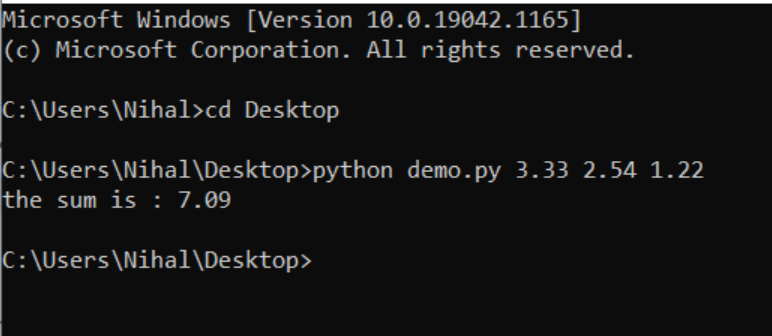 Microsoft Windows [Version 10.0.19042.1165]
(c) Microsoft Corporation. All rights reserved.
C:\Users\Nihal>cd Desktop
C:\Users\Nihal\Desktop>python demo.py 3.33 2.54 1.22
the sum is : 7.09
C:\Users\Nihal\Desktop>